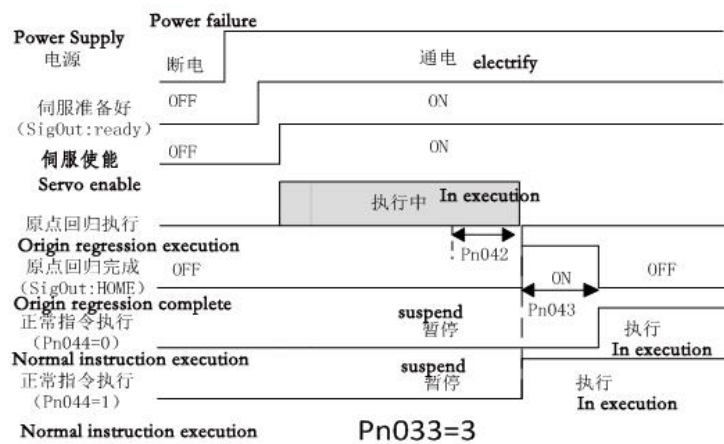 Power failure
Power Supply
电源
断电
通电 electrify
伺服准备好
(SigOut:ready)
OFF
ON
伺服使能
OFF
ON
Servo enable
原点回归执行
执行中 In execution
Pn042
Origin regression execution
原点回归完成
(SigOut:HOME)
OFF
ON
OFF
Pn043
Origin regression complete
正常指令执行
(Pn044=0)
suspend
暂停
执行
In execution
Normal instruction execution
正常指令执行
(Pn044=1)
suspend
暂停
执行
In execution
Normal instruction execution
Pn033=3